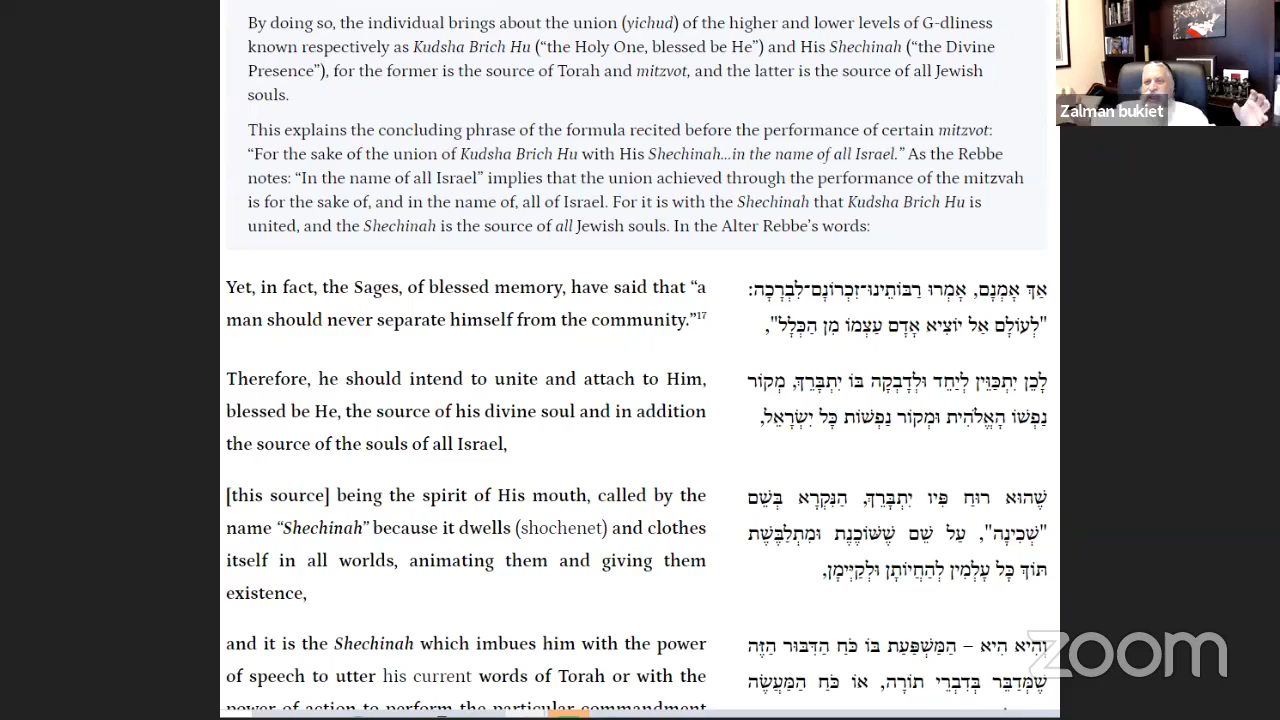 By doing so, the individual brings about the union (yichud) of the higher and lower levels of G-dliness
known respectively as Kudsha Brich Hu (“the Holy One, blessed be He”) and His Shechinah (“the Divine
Presence”), for the former is the source of Torah and mitzvot, and the latter is the source of all Jewish
souls.
This explains the concluding phrase of the formula recited before the performance of certain mitzvot:
“For the sake of the union of Kudsha Brich Hu with His Shechinah…in the name of all Israel.” As the Rebbe
notes: “In the name of all Israel” implies that the union achieved through the performance of the mitzvah
is for the sake of, and in the name of, all of Israel. For it is with the Shechinah that Kudsha Brich Hu is
united, and the Shechinah is the source of all Jewish souls. In the Alter Rebbe’s words:
Zalman bukiet
Yet, in fact, the Sages, of blessed memory, have said that “a
man should never separate himself from the community.”17
אַךְ אָמְנָם, אָמְרוּ רַבּוֹתֵינוּ־זִכְרוֹנָם־לִבְרָכָה:
"לְעוֹלָם אַל יוֹצִיא אָדָם עַצְמוֹ מִן הַכְּלָל",
Therefore, he should intend to unite and attach to Him,
blessed be He, the source of his divine soul and in addition
the source of the souls of all Israel,
לָכֵן יִתְכַּוֵּין לְיַחֵד וּלְדָבְקָה בּוֹ יִתְבָּרֵךְ, מְקוֹר
נַפְשׁוֹ הָאֱלֹהִית וּמְקוֹר נַפְשׁוֹת כָּל יִשְׂרָאֵל,
[this source] being the spirit of His mouth, called by the
name “Shechinah” because it dwells (shochenet) and clothes
itself in all worlds, animating them and giving them
existence,
שֶׁהוּא רוּחַ פִּיו יִתְבָּרֵךְ, הַנִּקְרָא בְּשֵׁם
"שְׁכִינָה", עַל שֵׁם שֶׁשּׁוֹכֶנֶת וּמִתְלַבֶּשֶׁת
תּוֹךְ כָּל עָלְמִין לְהַחֲיוֹתָן וּלְקַיְּימָן,
and it is the Shechinah which imbues him with the power
of speech to utter his current words of Torah or with the
power of action to perform the particular commandment
וְהִיא הִיא – הַמַּשְׁפַּעַת בּוֹ כֹּחַ הַדִּבּוּר הַזֶּה
שֶׁמְּדַבֵּר בְּדִבְרֵי תוֹרָה, אוֹ כֹּחַ הַמַּעֲשֶׂה
zoom